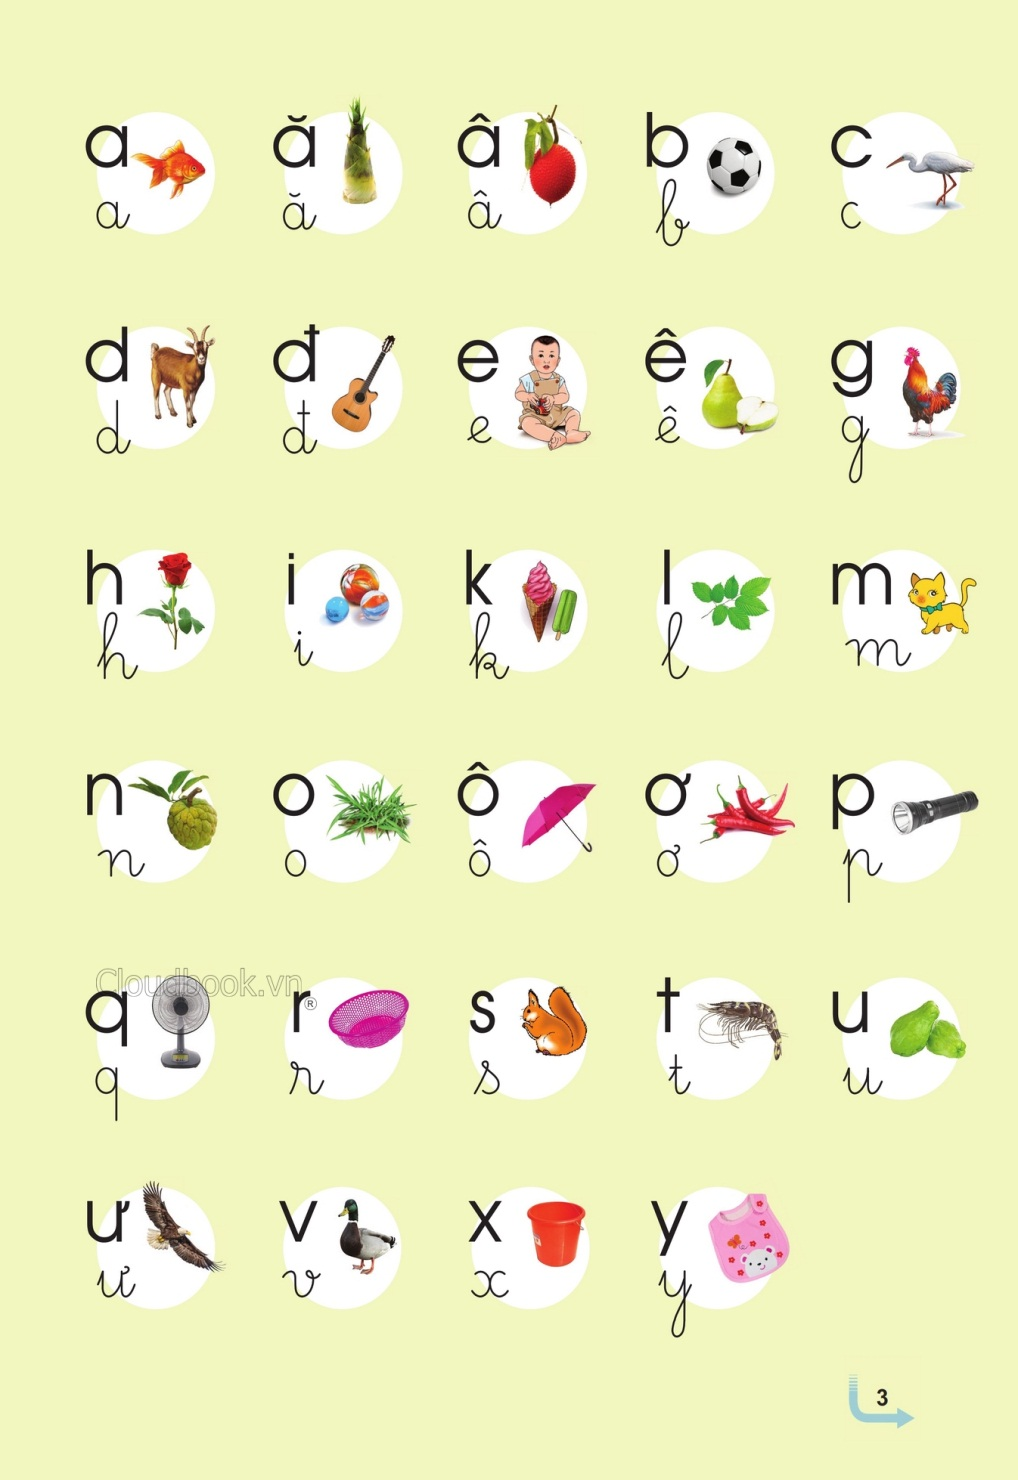 a ă â b c
a ă â b c
d đ e ê g
d đ e ê g
h i k l m
h i k l m
n o ô ơ p
n o ô ơ p
Cloudbook.vn
q r® s t u
q r s t u
ư v x y
ư v x y
3